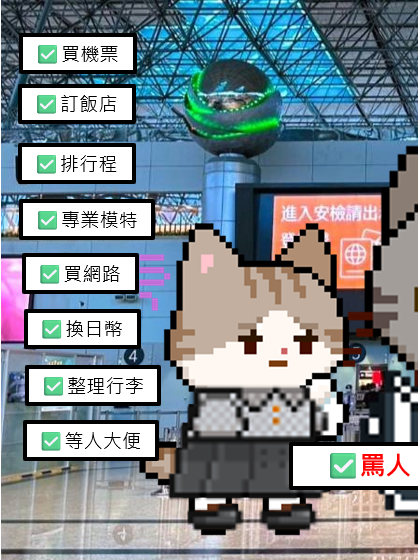 ✅買機票
✅訂飯店
✅排行程
✅專業模特
✅買網路
✅換日幣
✅整理行李
✅等人大便
✅罵人
進入安檢請出
4